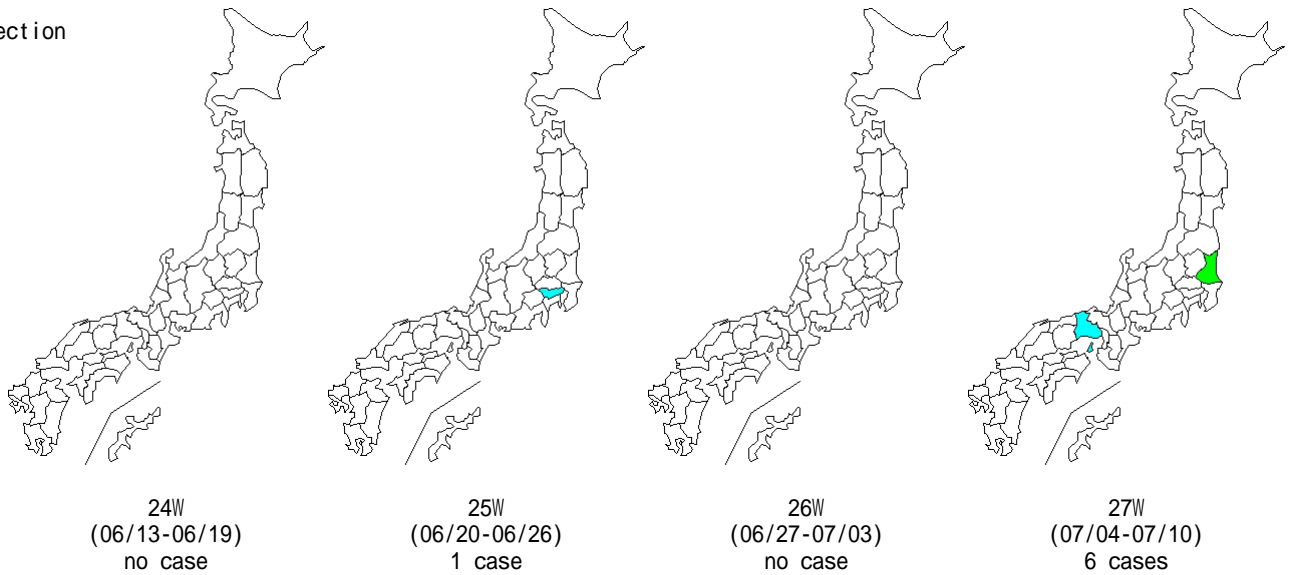 ection
24W
(06/13-06/19)
no case
25W
(06/20-06/26)
1 case
26W
(06/27-07/03)
no case
27W
(07/04-07/10)
6 cases